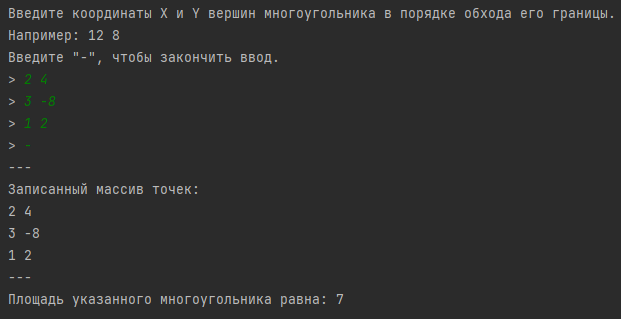 Введите координаты X и Y вершин многоугольника в порядке обхода его границы.
Например: 12 8
Введите "-", чтобы закончить ввод.
> 2 4
> 3 -8
> 1 2
> -
---
Записанный массив точек:
2 4
3 -8
1 2
---
Площадь указанного многоугольника равна: 7